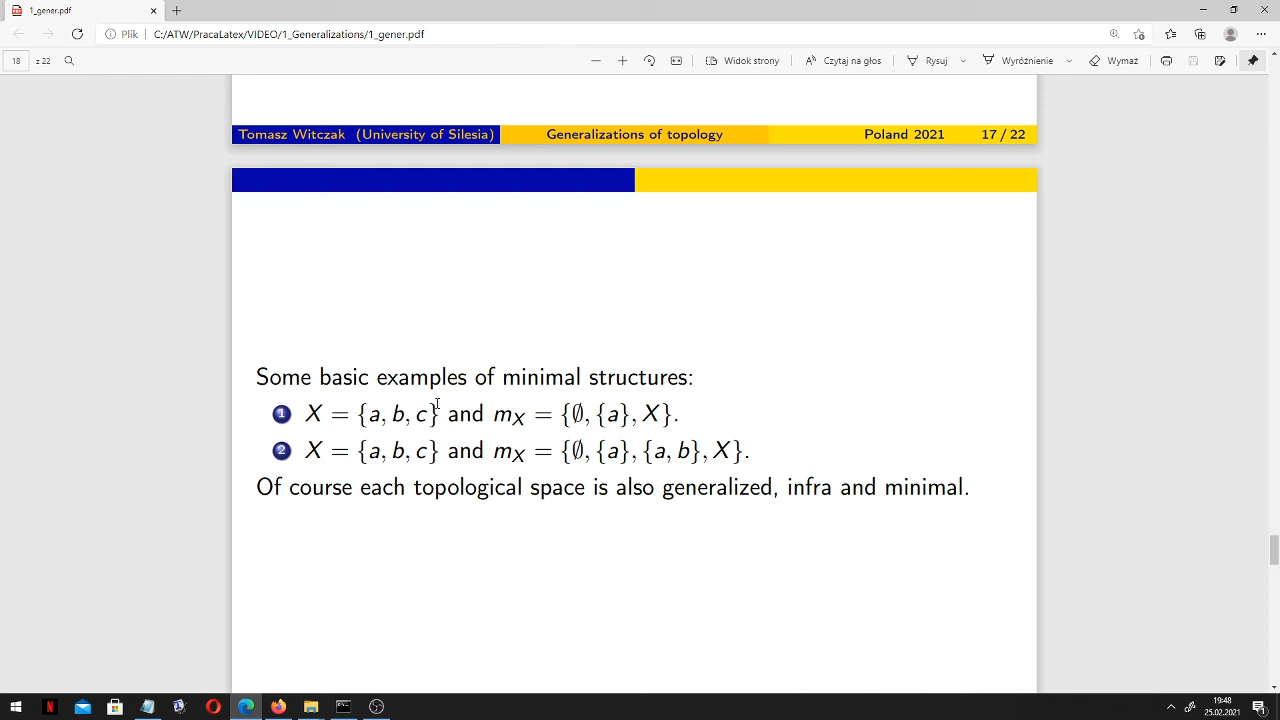 1_gener.pdf
Plik C:/ATW/PracaLatex/VIDEO/1_Generalizations/1_gener.pdf
18 z 22 Widok strony Czytaj na głos Rysuj Wyróżnienie Wymaż
Tomasz Witczak (University of Silesia) Generalizations of topology Poland 2021 17 / 22
Some basic examples of minimal structures:
1 X = {a, b, c} and m_X = {∅, {a}, X}.
2 X = {a, b, c} and m_X = {∅, {a}, {a, b}, X}.
Of course each topological space is also generalized, infra and minimal.
19:48
25.02.2021